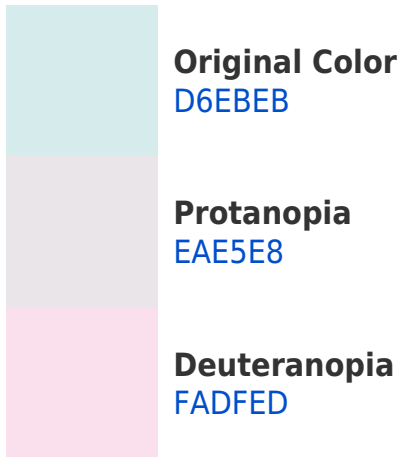 Original Color
D6EBEB
Protanopia
EAE5E8
Deuteranopia
FADFED